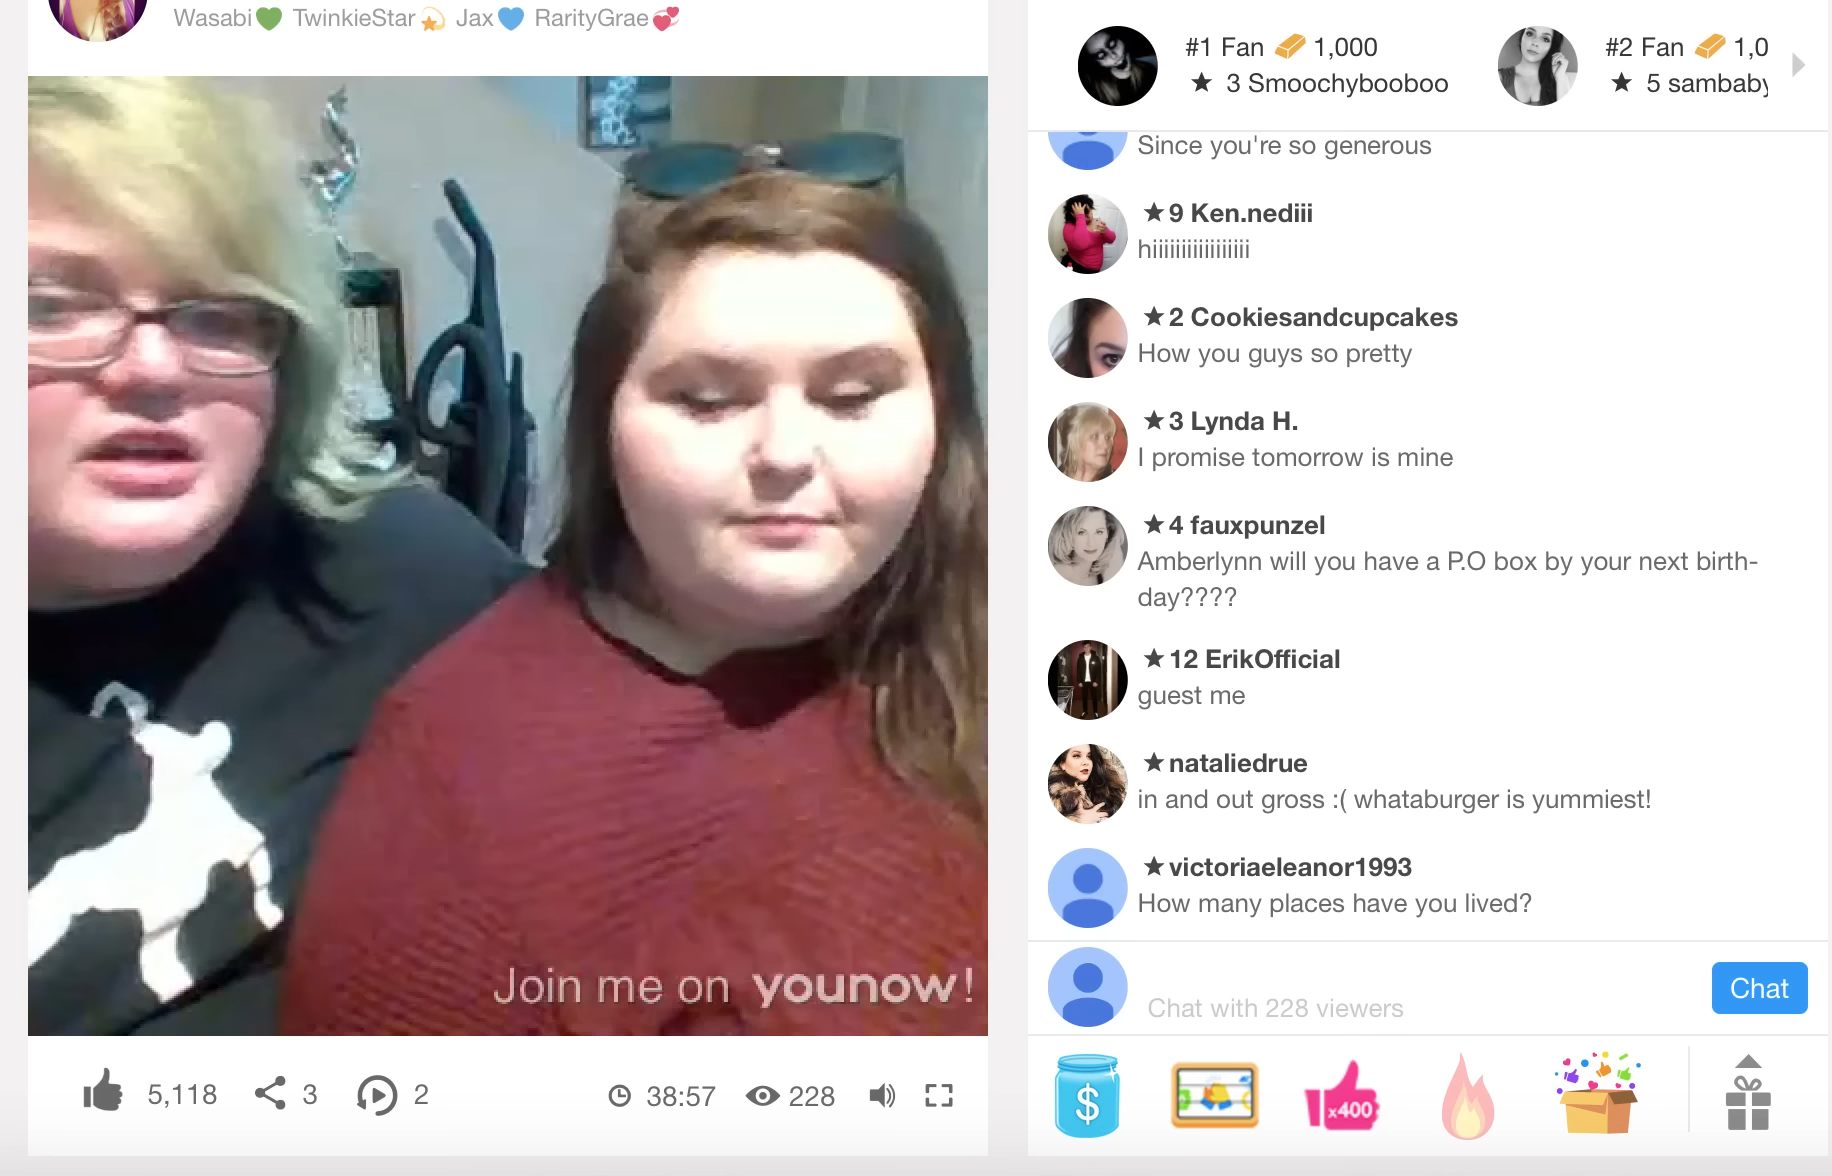 Wasabi💚 TwinkieStar💫 Jax💙 RarityGrae💞
Join me on younow!
5,118
3
2
38:57
228
#1 Fan 1,000
★ 3 Smoochybooboo
#2 Fan 1,0
★ 5 sambaby
Since you're so generous
★9 Ken.nediii
hiiiiiiiiiiiiiiiii
★2 Cookiesandcupcakes
How you guys so pretty
★3 Lynda H.
I promise tomorrow is mine
★4 fauxpunzel
Amberlynn will you have a P.O box by your next birth-
day????
★12 ErikOfficial
guest me
★nataliedrue
in and out gross :( whataburger is yummiest!
★victoriaeleanor1993
How many places have you lived?
Chat with 228 viewers
Chat
$
x400